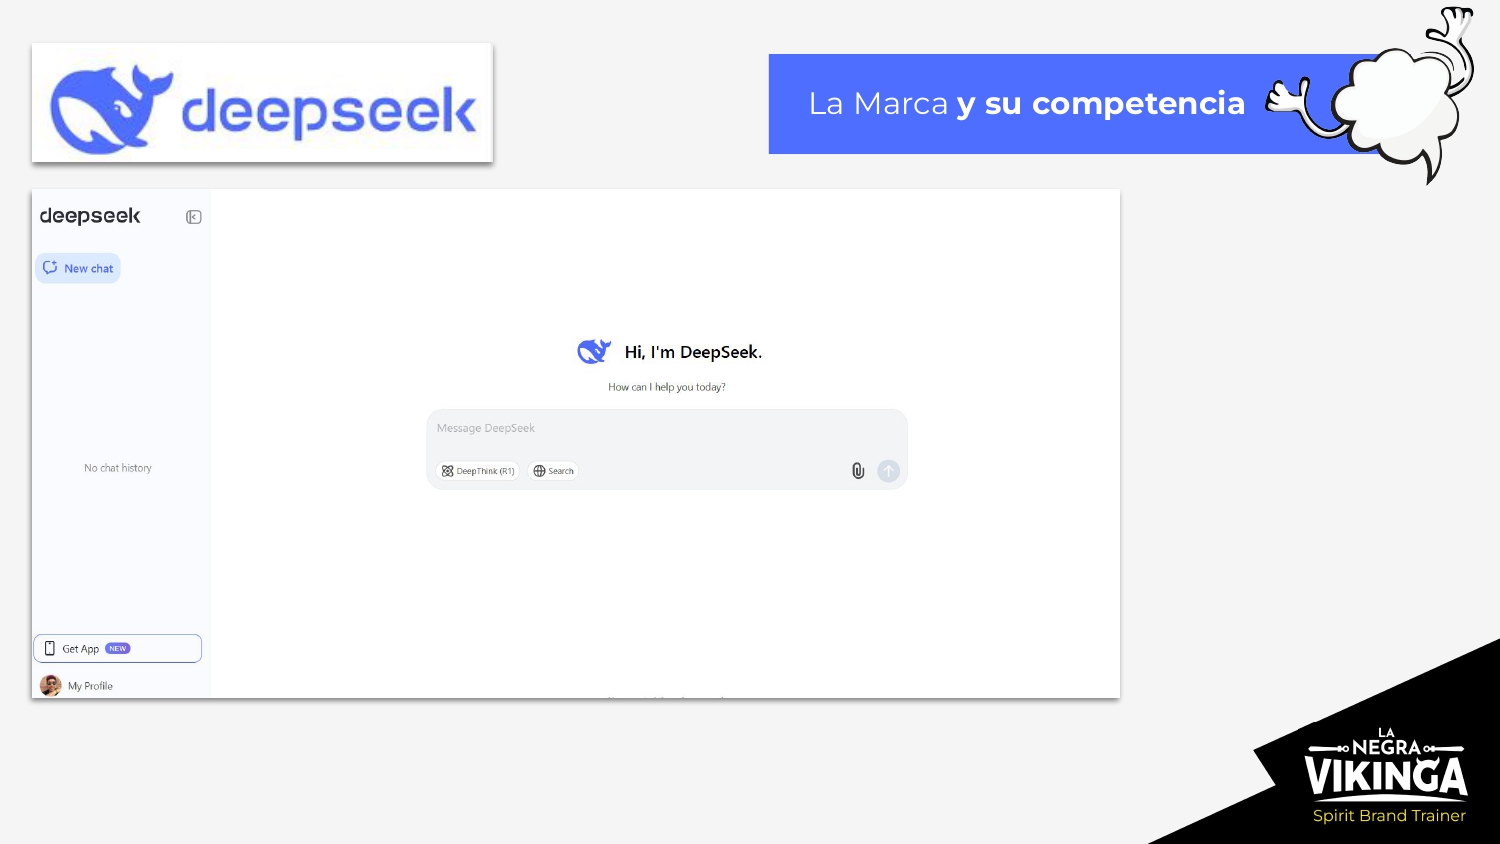 deepseek
La Marca y su competencia
deepseek
New chat
Hi, I'm DeepSeek.
How can I help you today?
Message DeepSeek
DeepThink (R1)
Search
No chat history
Get App NEW
My Profile
LA
NEGRA
VIKINGA
Spirit Brand Trainer